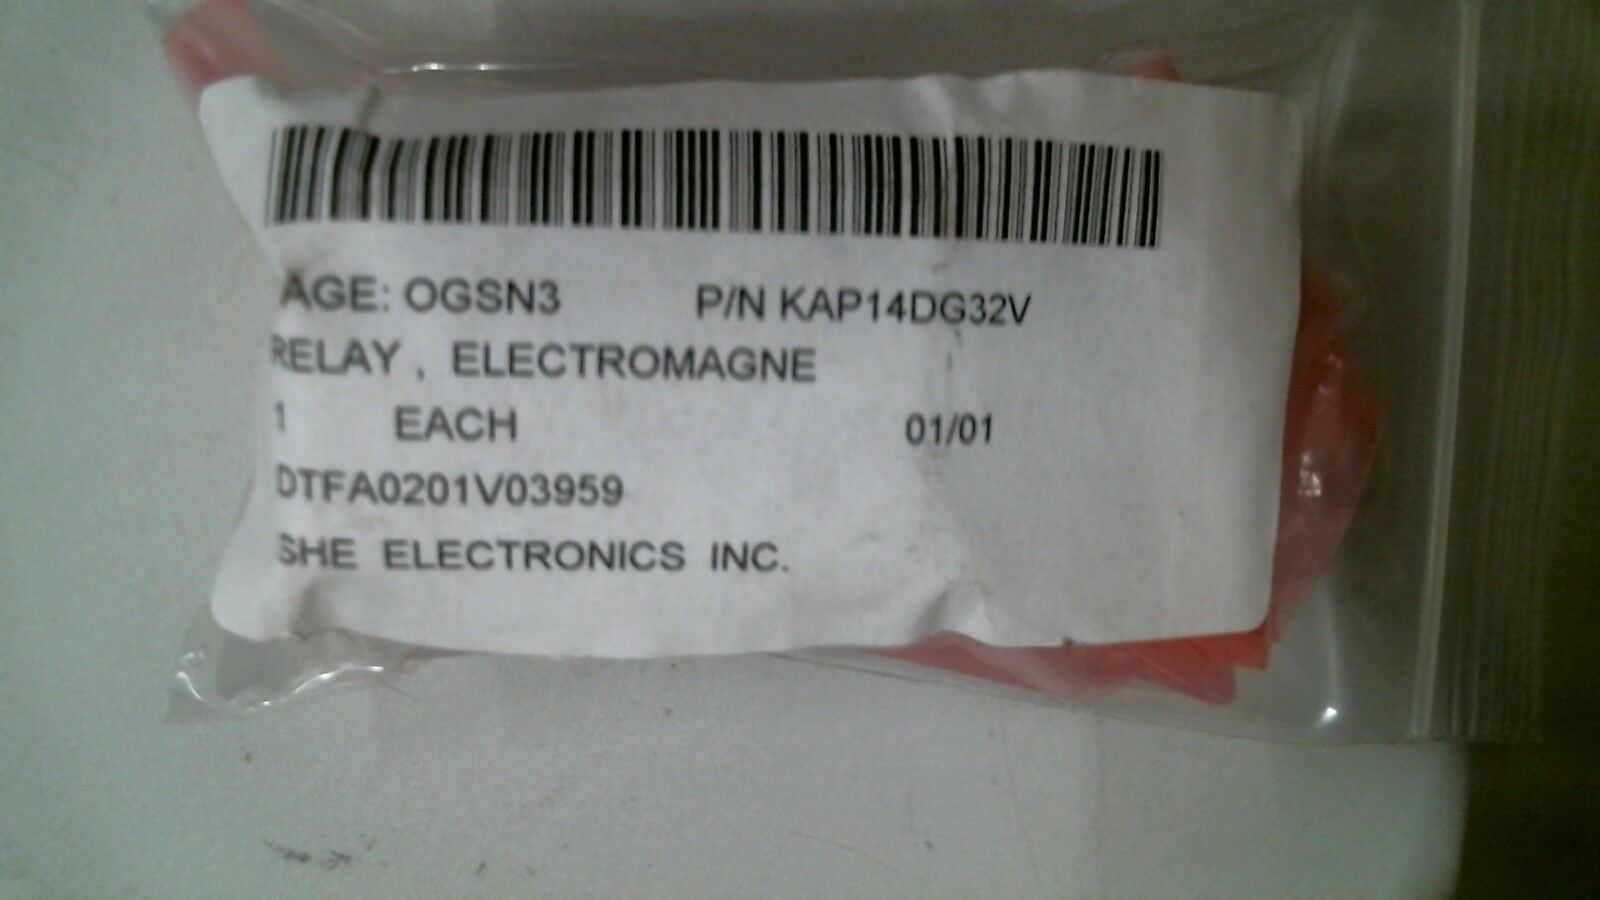 AGE: OGSN3 P/N KAP14DG32V
RELAY , ELECTROMAGNE
1 EACH 01/01
DTFA0201V03959
SHE ELECTRONICS INC.